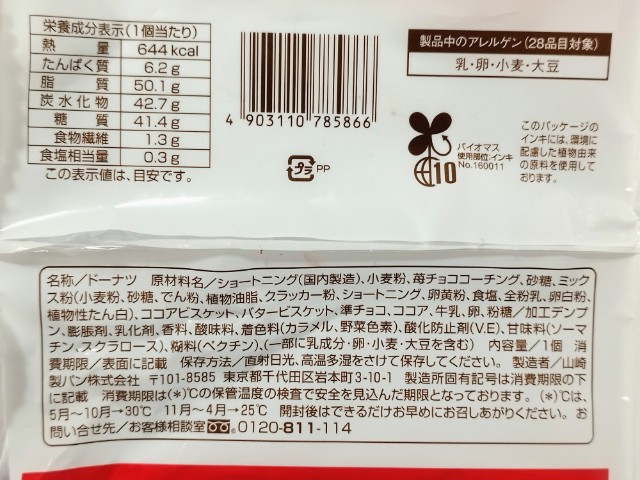 栄養成分表示(1個当たり)
熱量 644kcal
たんぱく質 6.2g
脂質 50.1g
炭水化物 42.7g
糖質 41.4g
食物繊維 1.3g
食塩相当量 0.3g
この表示値は、目安です。
4 903110 785866
プラ PP
製品中のアレルゲン(28品目対象)
乳・卵・小麦・大豆
バイオマス
使用部位:インキ
No.160011
10
このパッケージの
インキには、環境に
配慮した植物由来
の原料を使用して
おります。
名称/ドーナツ 原材料名/ショートニング(国内製造)、小麦粉、苺チョココーチング、砂糖、ミックス
粉(小麦粉、砂糖、でん粉、植物油脂、クラッカー粉、ショートニング、卵黄粉、食塩、全粉乳、卵白粉、
植物性たん白)、ココアビスケット、バタービスケット、準チョコ、ココア、牛乳、卵、粉糖/加工デンプ
ン、膨脹剤、乳化剤、香料、酸味料、着色料(カラメル、野菜色素)、酸化防止剤(V.E)、甘味料(ソーマ
チン、スクラロース)、糊料(ペクチン)、(一部に乳成分・卵・小麦・大豆を含む) 内容量/1個 消
費期限/表面に記載 保存方法/直射日光、高温多湿をさけて保存してください。 製造者/山崎
製パン株式会社 〒101-8585 東京都千代田区岩本町3-10-1 製造所固有記号は消費期限の下
に記載 消費期限は(*)℃の保管温度の検査で安全を見込んだ期限となっております。(*)℃は、
5月~10月→30℃ 11月~4月→25℃ 開封後はできるだけお早めにお召しあがりください。 お
問い合せ先/お客様相談室 0120-811-114